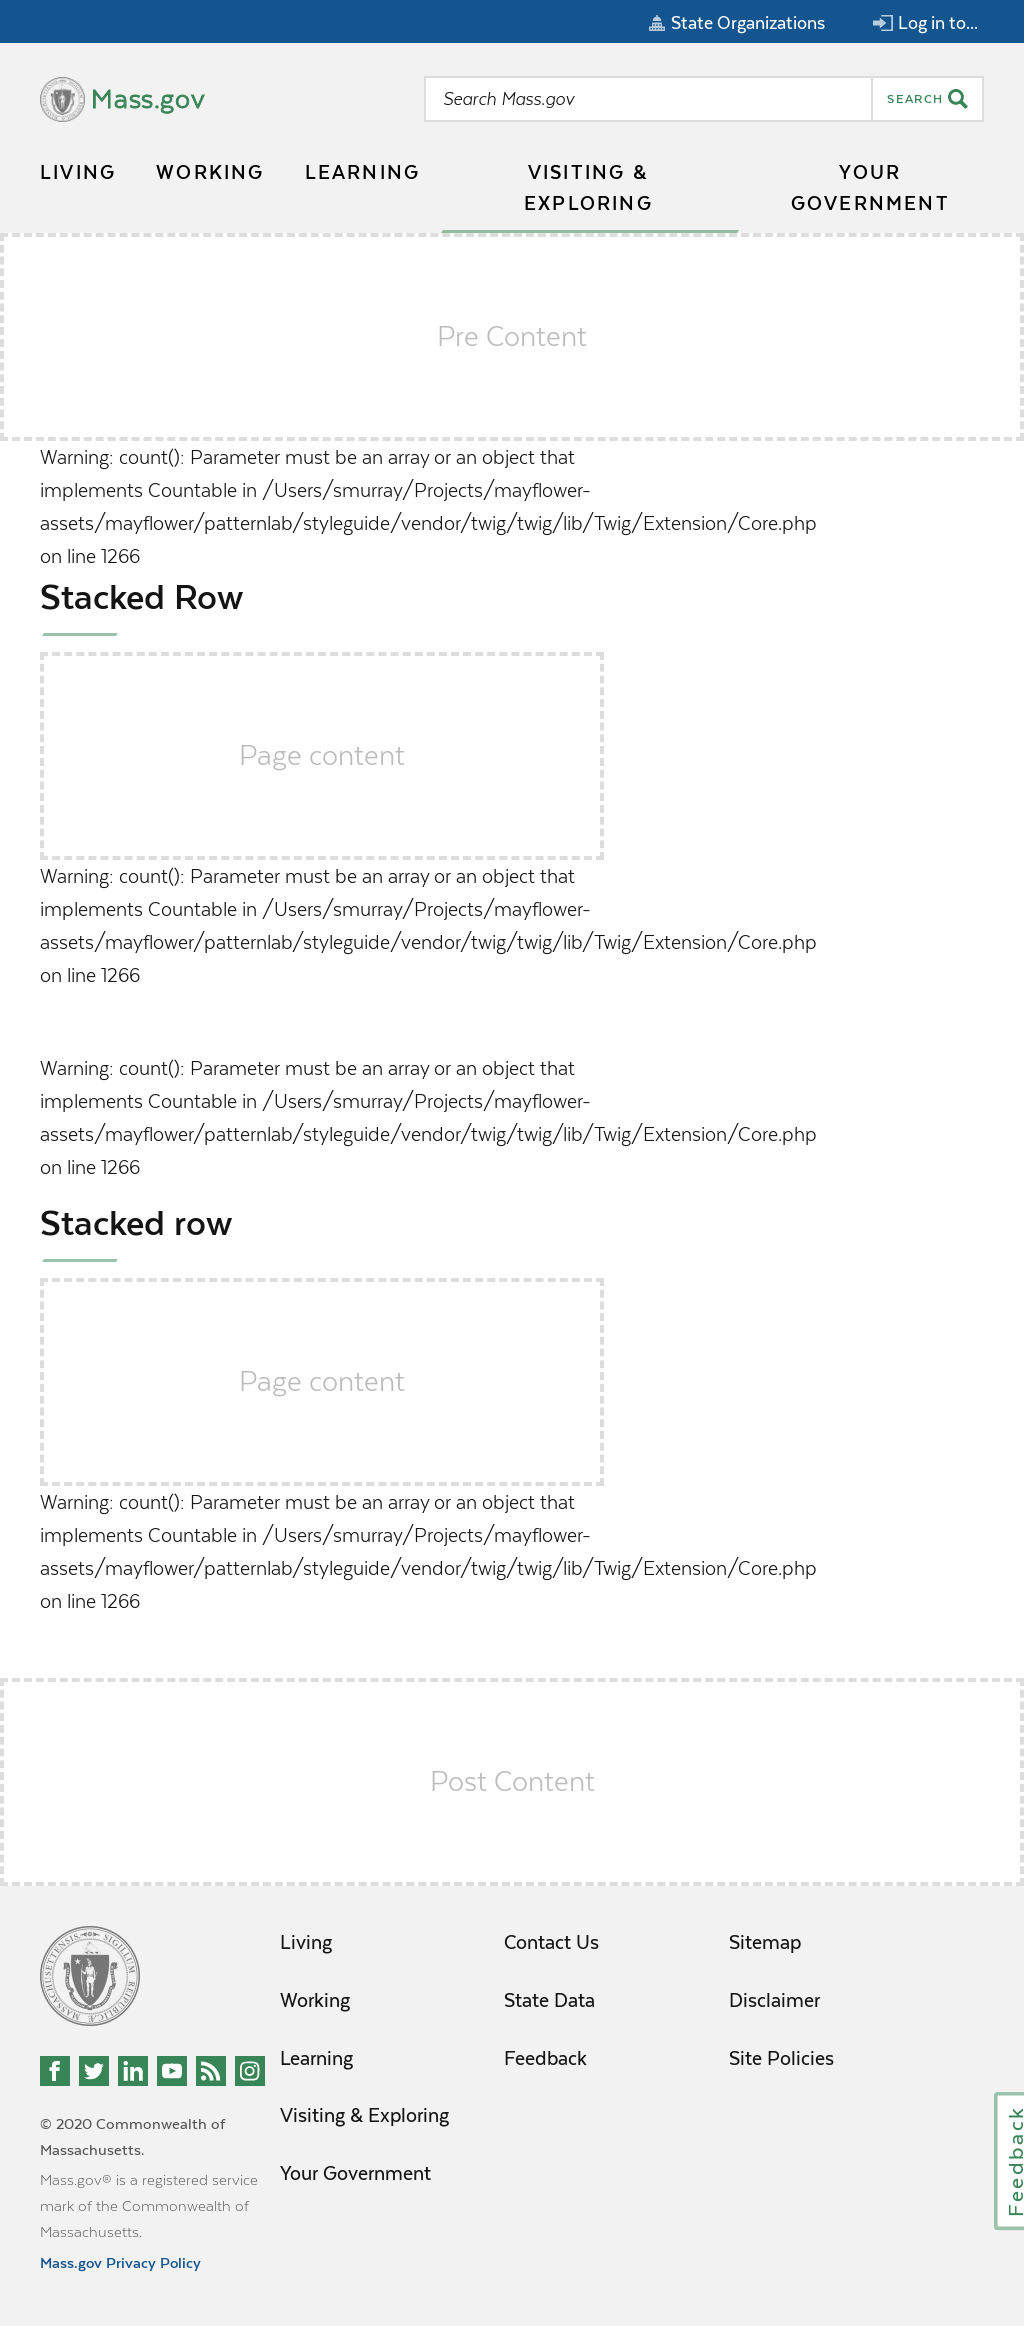 State Organizations
Log in to...
Mass.gov
Search Mass.gov
SEARCH
LIVING
WORKING
LEARNING
VISITING &
EXPLORING
YOUR
GOVERNMENT
Pre Content
Warning: count(): Parameter must be an array or an object that
implements Countable in /Users/smurray/Projects/mayflower-
assets/mayflower/patternlab/styleguide/vendor/twig/twig/lib/Twig/Extension/Core.php
on line 1266
Stacked Row
Page content
Warning: count(): Parameter must be an array or an object that
implements Countable in /Users/smurray/Projects/mayflower-
assets/mayflower/patternlab/styleguide/vendor/twig/twig/lib/Twig/Extension/Core.php
on line 1266
Warning: count(): Parameter must be an array or an object that
implements Countable in /Users/smurray/Projects/mayflower-
assets/mayflower/patternlab/styleguide/vendor/twig/twig/lib/Twig/Extension/Core.php
on line 1266
Stacked row
Page content
Warning: count(): Parameter must be an array or an object that
implements Countable in /Users/smurray/Projects/mayflower-
assets/mayflower/patternlab/styleguide/vendor/twig/twig/lib/Twig/Extension/Core.php
on line 1266
Post Content
SIGILLUM REIPUBLICÆ MASSACHUSETTENSIS
© 2020 Commonwealth of
Massachusetts.
Mass.gov® is a registered service
mark of the Commonwealth of
Massachusetts.
Mass.gov Privacy Policy
Living
Working
Learning
Visiting & Exploring
Your Government
Contact Us
State Data
Feedback
Sitemap
Disclaimer
Site Policies
Feedback